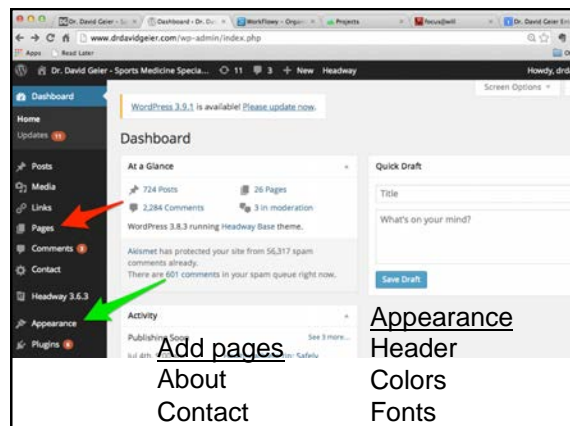 Dr. David Geier - Sc
Dashboard ‹ Dr. Da
Workflowy - Organi
Projects
focus@will
Dr. David Geier Ent
www.drdavidgeier.com/wp-admin/index.php
Apps
Read Later
Dr. David Geier - Sports Medicine Specia...
11
3
+ New
Headway
Howdy, drd
Screen Options
Dashboard
Home
Updates 11
Posts
Media
Links
Pages
Comments 3
Contact
Headway 3.6.3
Appearance
Plugins
WordPress 3.9.1 is available! Please update now.
Dashboard
At a Glance
724 Posts
26 Pages
2,284 Comments
3 in moderation
WordPress 3.8.3 running Headway Base theme.
Akismet has protected your site from 56,317 spam
comments already.
There are 601 comments in your spam queue right now.
Activity
Publishing Soon
See 3 more...
Quick Draft
Title
What's on your mind?
Save Draft
Add pages
About
Contact
Appearance
Header
Colors
Fonts